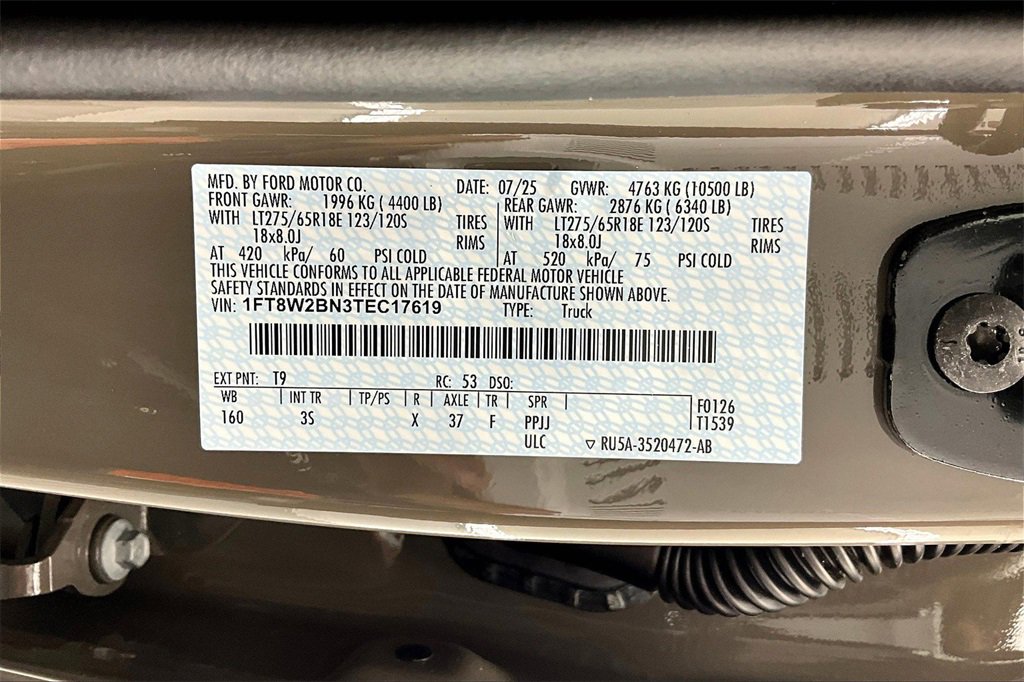 MFD. BY FORD MOTOR CO. DATE: 07/25 GVWR: 4763 KG (10500 LB)
FRONT GAWR: 1996 KG ( 4400 LB) REAR GAWR: 2876 KG ( 6340 LB)
WITH LT275/65R18E 123/120S TIRES WITH LT275/65R18E 123/120S TIRES
18x8.0J RIMS 18x8.0J RIMS
AT 420 kPa/ 60 PSI COLD AT 520 kPa/ 75 PSI COLD
THIS VEHICLE CONFORMS TO ALL APPLICABLE FEDERAL MOTOR VEHICLE
SAFETY STANDARDS IN EFFECT ON THE DATE OF MANUFACTURE SHOWN ABOVE.
VIN: 1FT8W2BN3TEC17619 TYPE: Truck
EXT PNT: T9 RC: 53 DSO:
WB INT TR TP/PS R AXLE TR SPR F0126
160 3S X 37 F PPJJ T1539
ULC RU5A-3520472-AB